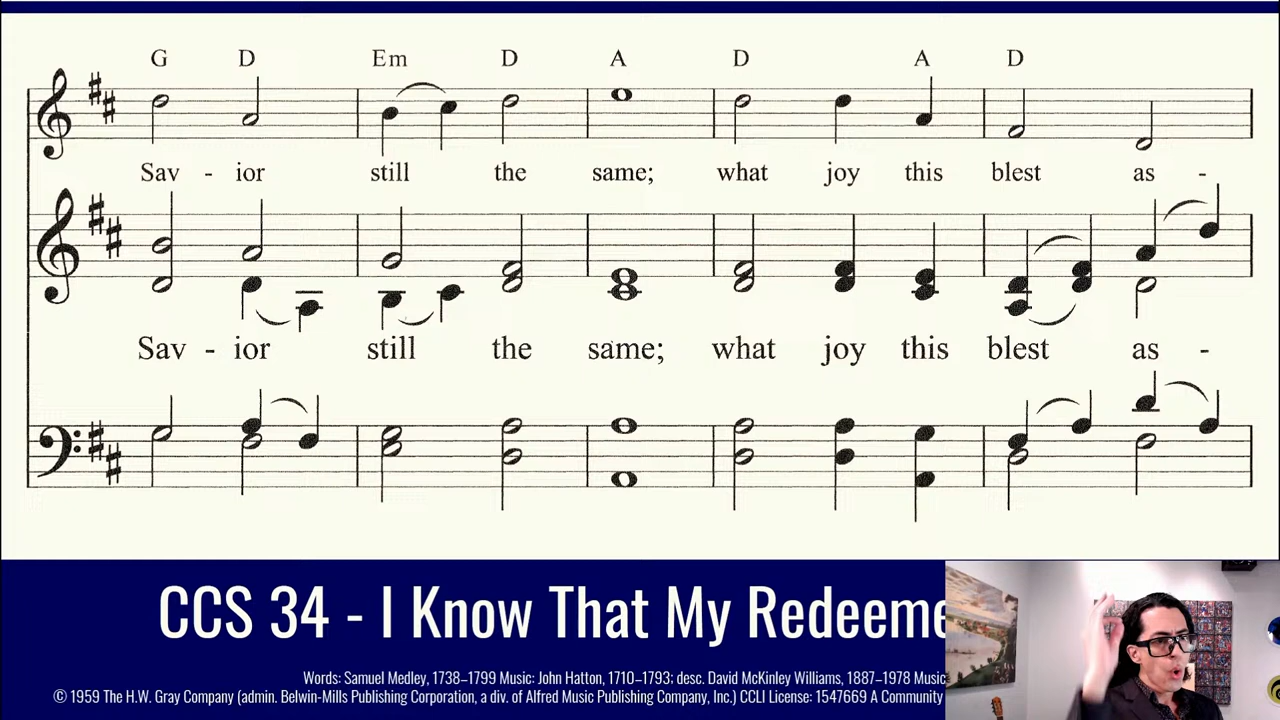 G D Em D A D A D
Sav - ior still the same; what joy this blest as -
Sav - ior still the same; what joy this blest as -
CCS 34 - I Know That My Redeeme
Words: Samuel Medley, 1738–1799 Music: John Hatton, 1710–1793; desc. David McKinley Williams, 1887–1978 Music
© 1959 The H.W. Gray Company (admin. Belwin-Mills Publishing Corporation, a div. of Alfred Music Publishing Company, Inc.) CCLI License: 1547669 A Community